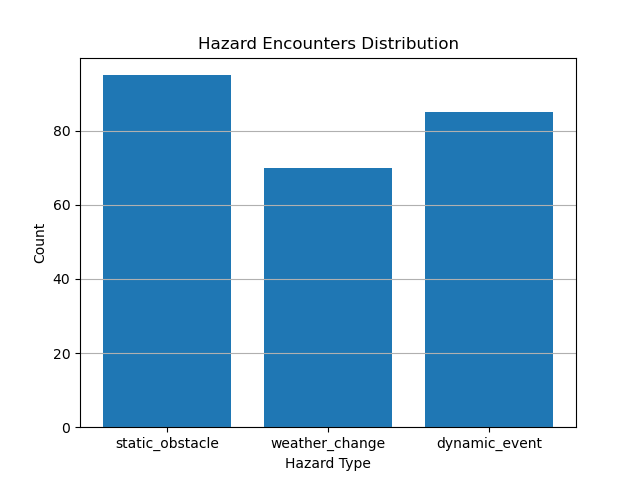 Hazard Encounters Distribution
Count
80
60
40
20
0
static_obstacle weather_change dynamic_event
Hazard Type